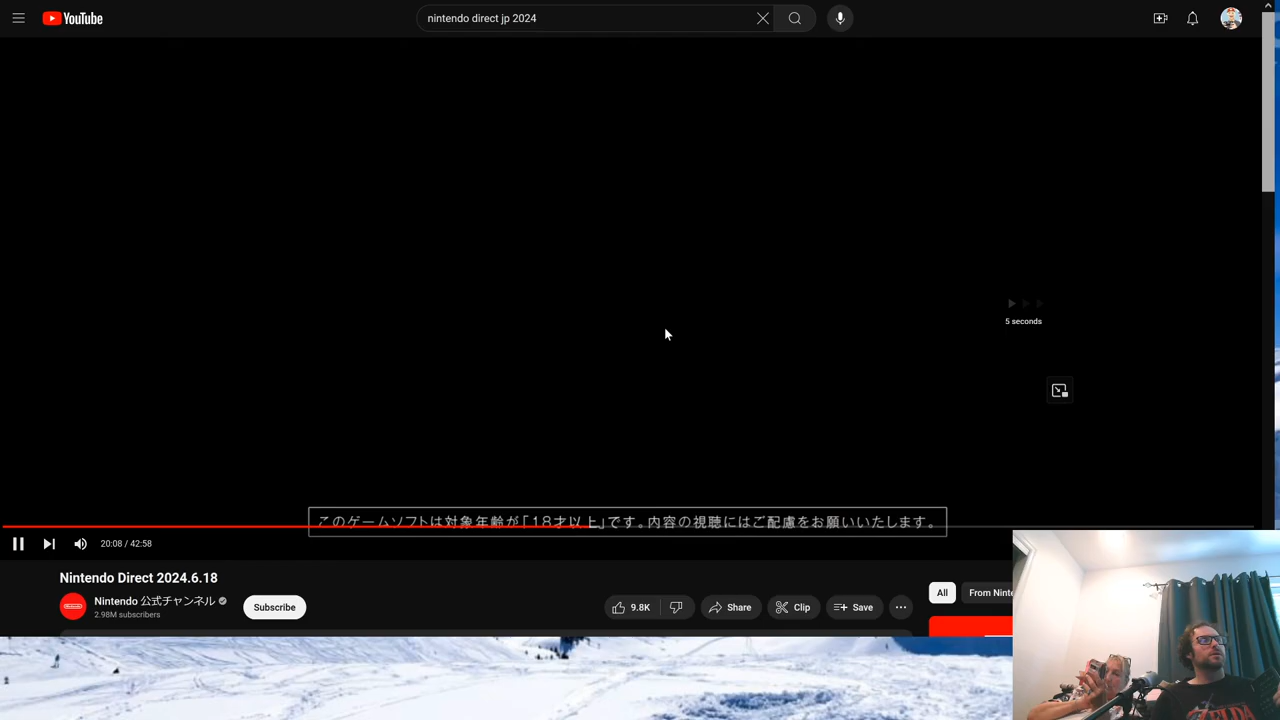 YouTube
nintendo direct jp 2024
5 seconds
このゲームソフトは対象年齢が「18才以上」です。内容の視聴にはご配慮をお願いいたします。
20:08 / 42:58
Nintendo Direct 2024.6.18
Nintendo 公式チャンネル
2.98M subscribers
Subscribe
9.8K
Share
Clip
Save
All
From Ninte
ZELDA